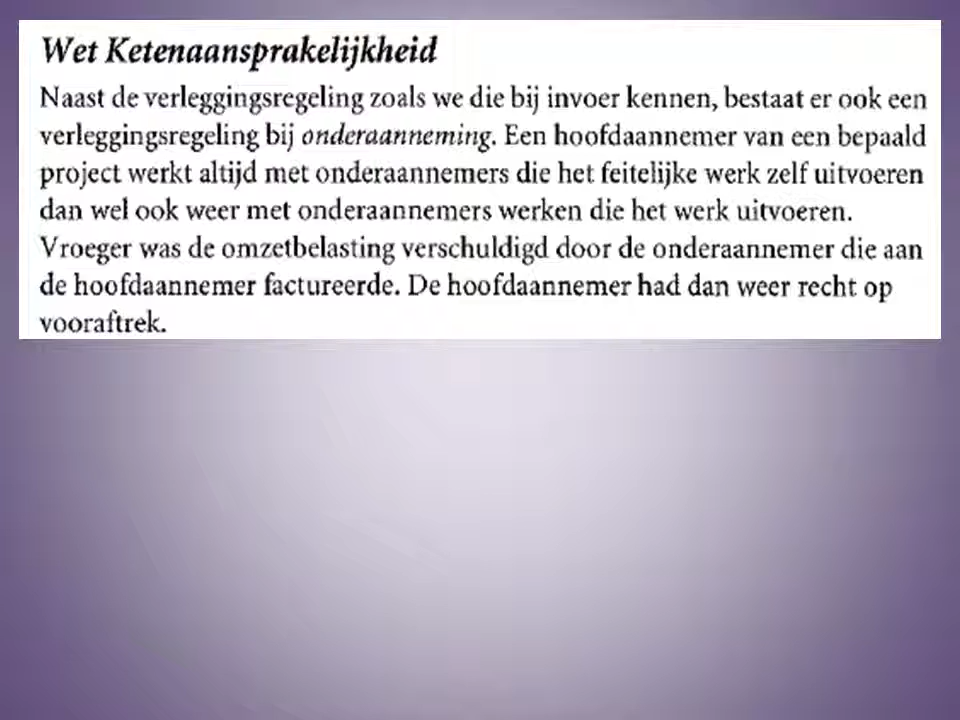 Wet Ketenaansprakelijkheid
Naast de verleggingsregeling zoals we die bij invoer kennen, bestaat er ook een
verleggingsregeling bij onderaanneming. Een hoofdaannemer van een bepaald
project werkt altijd met onderaannemers die het feitelijke werk zelf uitvoeren
dan wel ook weer met onderaannemers werken die het werk uitvoeren.
Vroeger was de omzetbelasting verschuldigd door de onderaannemer die aan
de hoofdaannemer factureerde. De hoofdaannemer had dan weer recht op
vooraftrek.